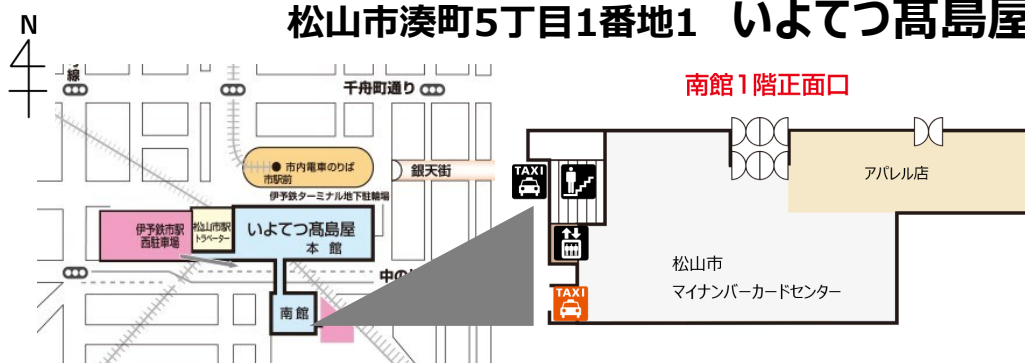 松山市湊町5丁目1番地1 いよてつ髙島屋
N
線
千舟町通り
南館1階正面口
市内電車のりば
市駅前
銀天街
伊予鉄ターミナル地下駐輪場
伊予鉄市駅
西駐車場
松山市駅
トラベーター
いよてつ髙島屋
本館
中の
南館
TAXI
アパレル店
松山市
マイナンバーカードセンター
TAXI